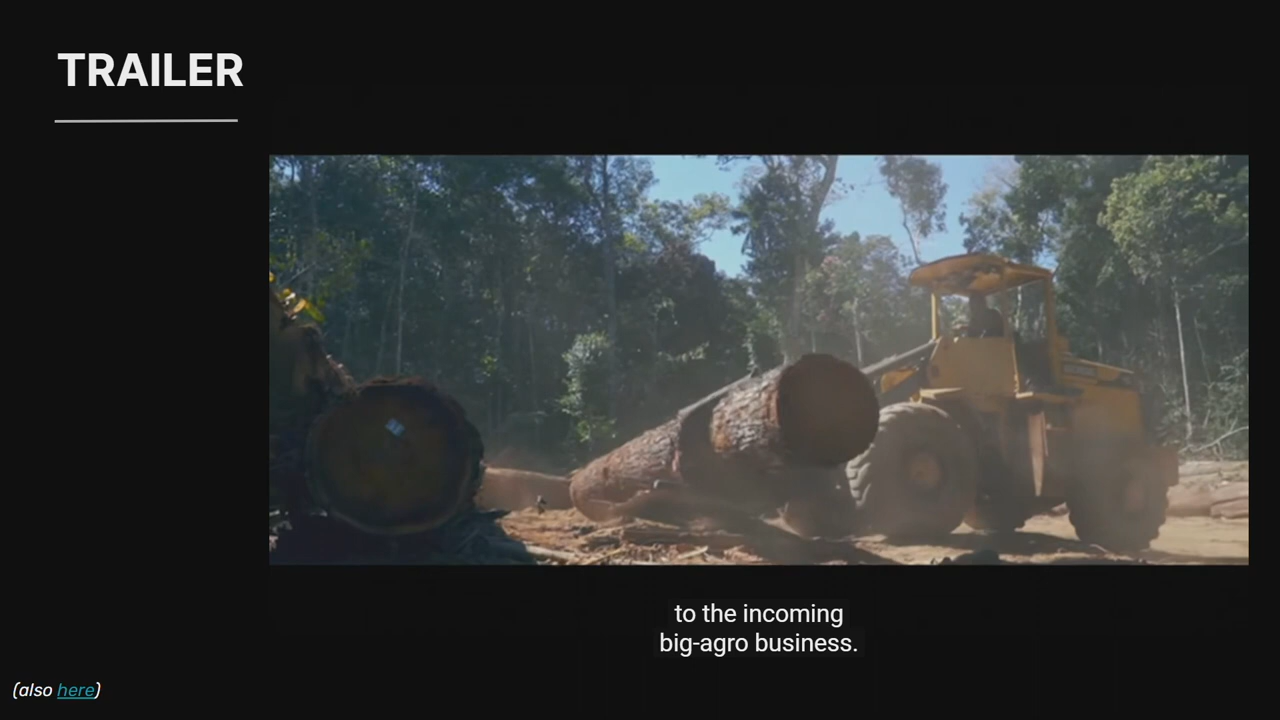 TRAILER
to the incoming
big-agro business.
(also here)